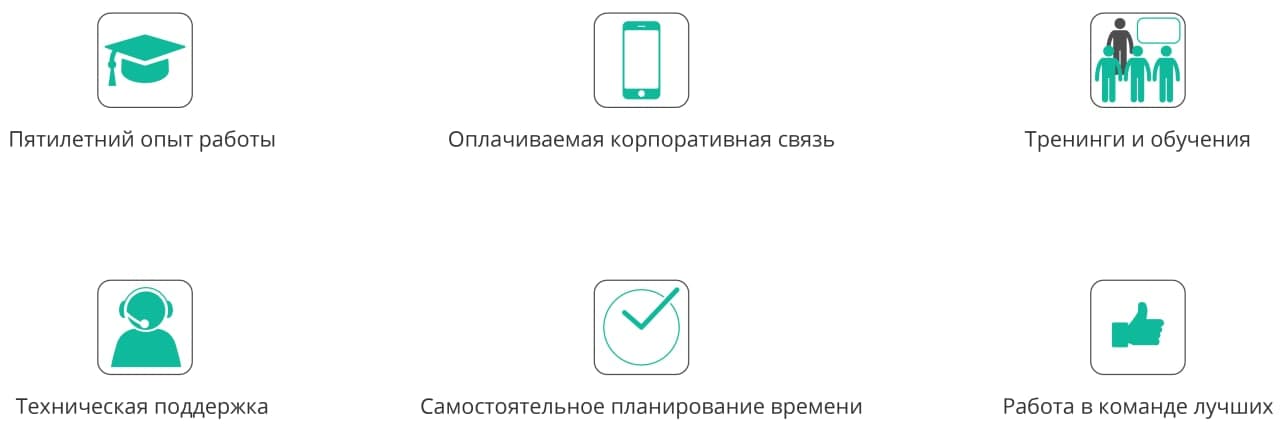 Пятилетний опыт работы
Оплачиваемая корпоративная связь
Тренинги и обучения
Техническая поддержка
Самостоятельное планирование времени
Работа в команде лучших